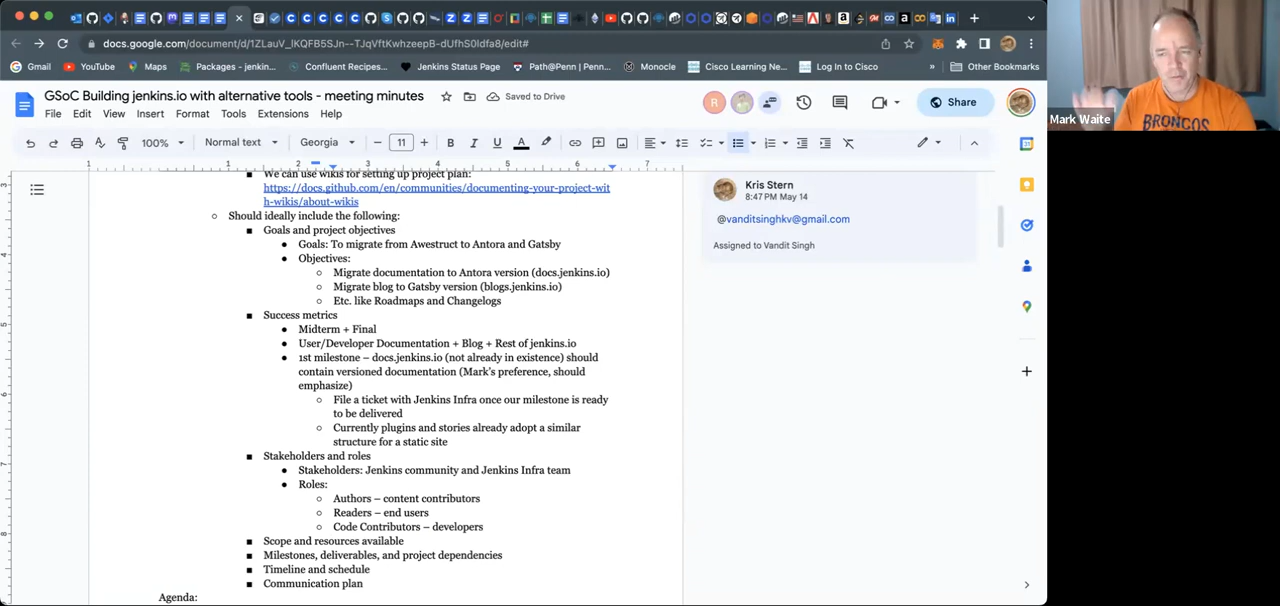 docs.google.com/document/d/1ZLauV_lKQFB5SJn--TJqVftKwhzeepB-dUfhS0ldfa8/edit#
Gmail YouTube Maps Packages - jenkin... Confluent Recipes... Jenkins Status Page Path@Penn | Penn... Monocle Cisco Learning Ne... Log In to Cisco » Other Bookmarks
GSoC Building jenkins.io with alternative tools - meeting minutes Saved to Drive
File Edit View Insert Format Tools Extensions Help
R
Share
100% Normal text Georgia 11
B I U A
1 1 2 3 4 5 6 7
We can use wikis for setting up project plan:
https://docs.github.com/en/communities/documenting-your-project-wit
h-wikis/about-wikis
Should ideally include the following:
Goals and project objectives
Goals: To migrate from Awestruct to Antora and Gatsby
Objectives:
Migrate documentation to Antora version (docs.jenkins.io)
Migrate blog to Gatsby version (blogs.jenkins.io)
Etc. like Roadmaps and Changelogs
Success metrics
Midterm + Final
User/Developer Documentation + Blog + Rest of jenkins.io
1st milestone – docs.jenkins.io (not already in existence) should
contain versioned documentation (Mark's preference, should
emphasize)
File a ticket with Jenkins Infra once our milestone is ready
to be delivered
Currently plugins and stories already adopt a similar
structure for a static site
Stakeholders and roles
Stakeholders: Jenkins community and Jenkins Infra team
Roles:
Authors – content contributors
Readers – end users
Code Contributors – developers
Scope and resources available
Milestones, deliverables, and project dependencies
Timeline and schedule
Communication plan
Agenda:
Kris Stern
8:47 PM May 14
@vanditsinghkv@gmail.com
Assigned to Vandit Singh
Mark Waite
BRONCOS